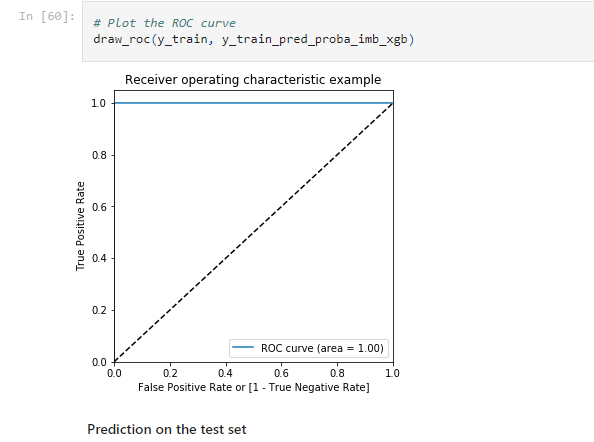 In [60]:
# Plot the ROC curve
draw_roc(y_train, y_train_pred_proba_imb_xgb)
Receiver operating characteristic example
1.0
0.8
0.6
0.4
0.2
0.0
True Positive Rate
ROC curve (area = 1.00)
0.0 0.2 0.4 0.6 0.8 1.0
False Positive Rate or [1 - True Negative Rate]
Prediction on the test set